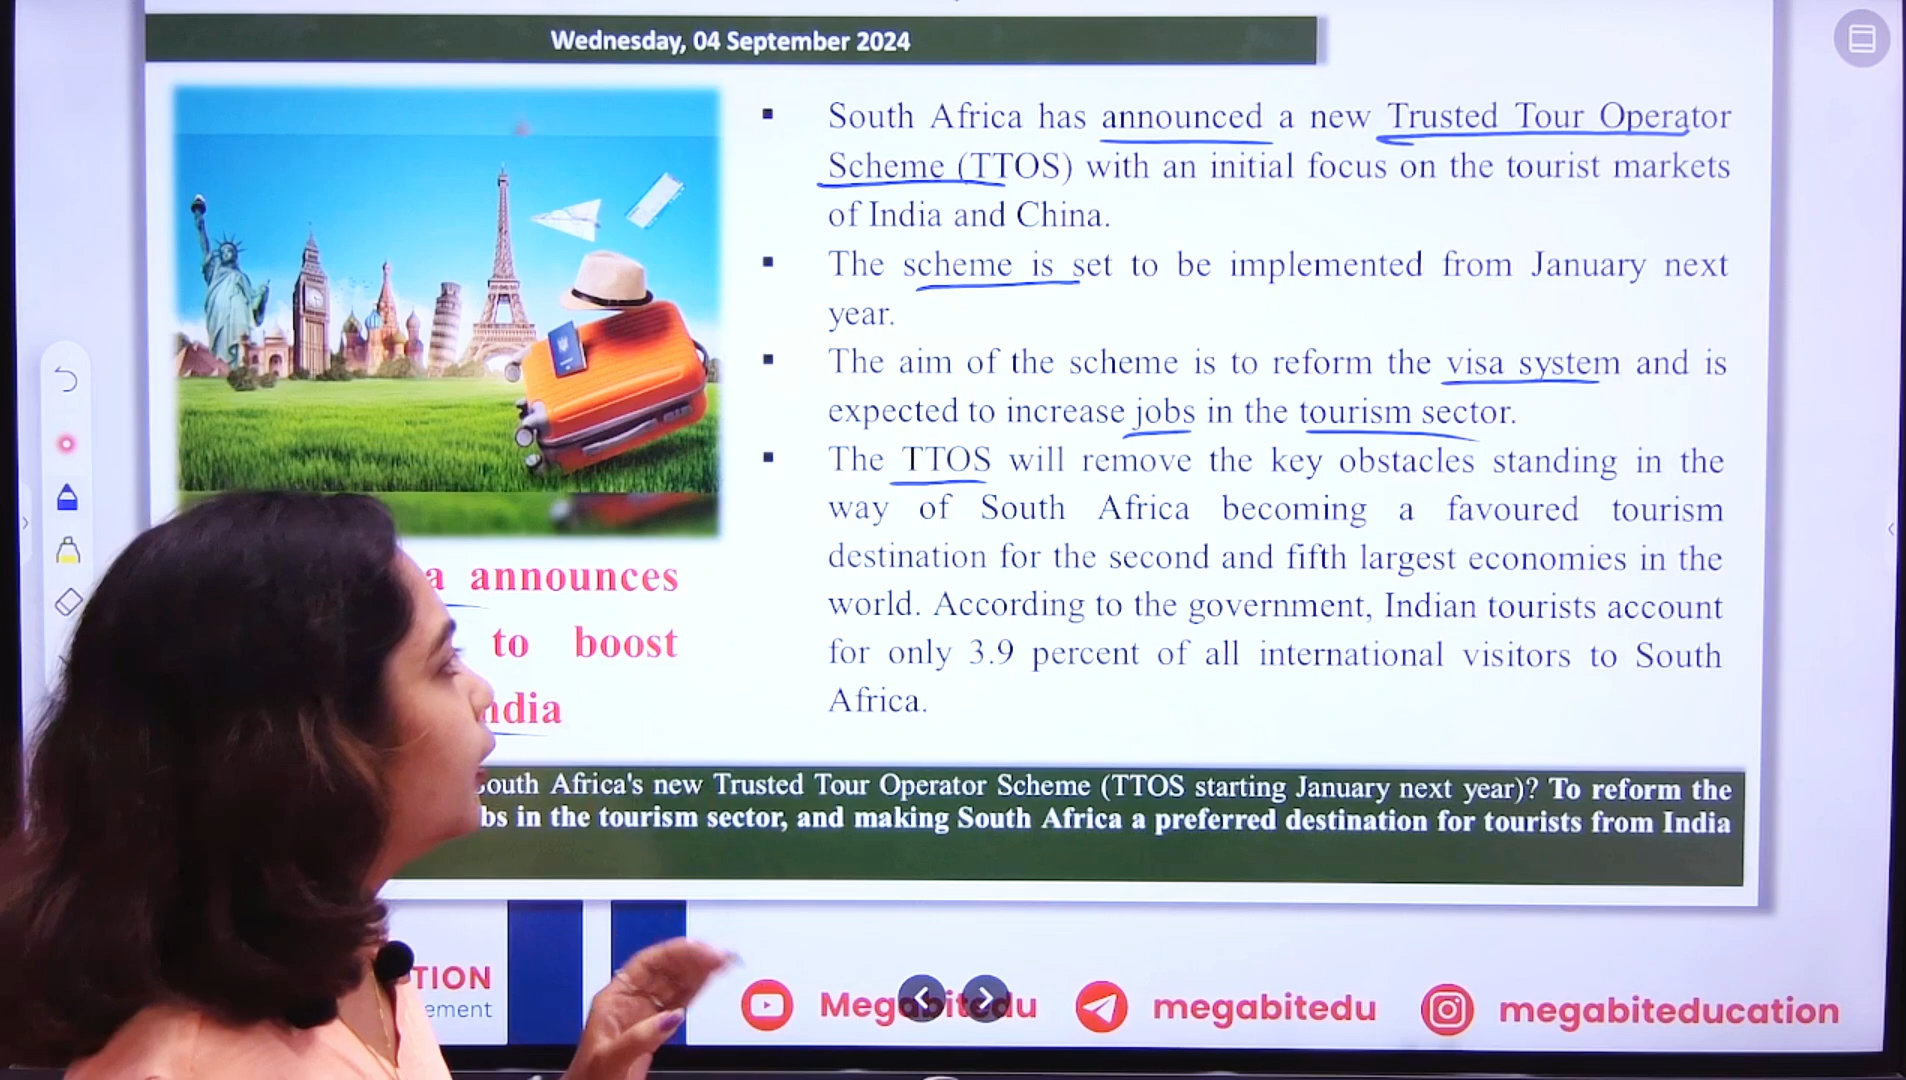 Wednesday, 04 September 2024
▪ South Africa has announced a new Trusted Tour Operator
Scheme (TTOS) with an initial focus on the tourist markets
of India and China.
▪ The scheme is set to be implemented from January next
year.
▪ The aim of the scheme is to reform the visa system and is
expected to increase jobs in the tourism sector.
▪ The TTOS will remove the key obstacles standing in the
way of South Africa becoming a favoured tourism
destination for the second and fifth largest economies in the
world. According to the government, Indian tourists account
for only 3.9 percent of all international visitors to South
Africa.
announces
to boost
outh Africa's new Trusted Tour Operator Scheme (TTOS starting January next year)? To reform the
bs in the tourism sector, and making South Africa a preferred destination for tourists from India
TION
ement
megabitedu
megabiteducation